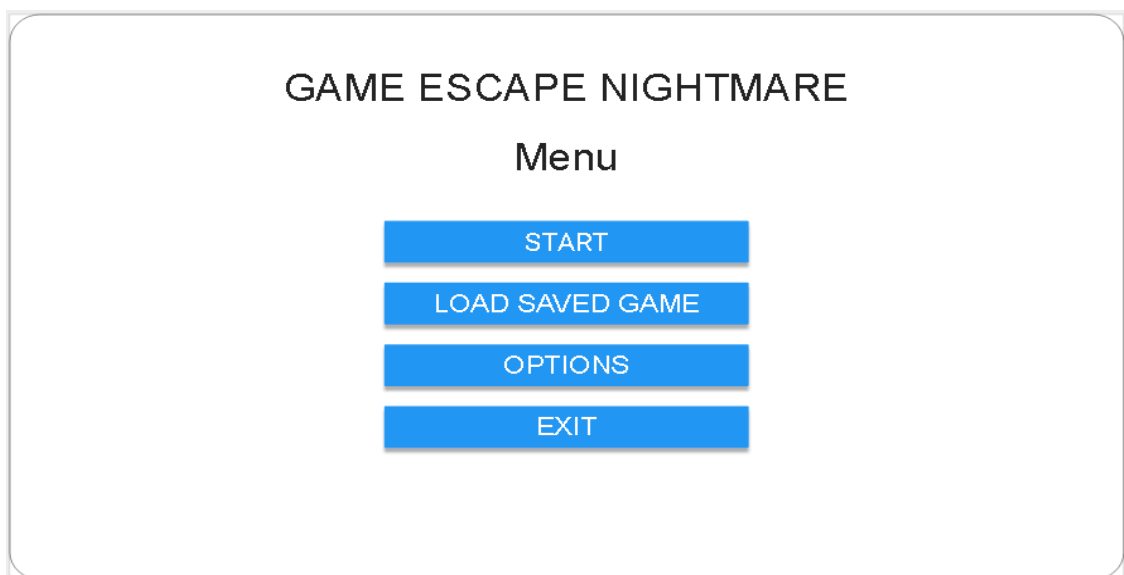 GAME ESCAPE NIGHTMARE
Menu
START
LOAD SAVED GAME
OPTIONS
EXIT